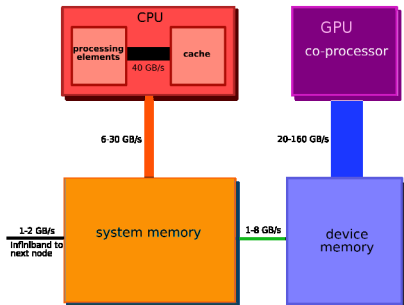 CPU
processing
elements
cache
40 GB/s
GPU
co-processor
6-30 GB/s
20-160 GB/s
system memory
device
memory
1-2 GB/s
Infiniband to
next node
1-8 GB/s